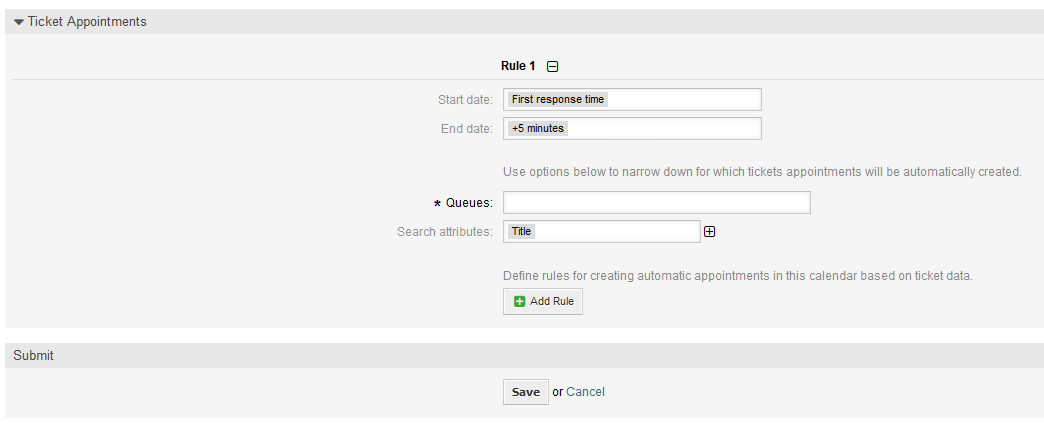 Ticket Appointments
Rule 1
Start date: First response time
End date: +5 minutes
Use options below to narrow down for which tickets appointments will be automatically created.
* Queues:
Search attributes: Title
Define rules for creating automatic appointments in this calendar based on ticket data.
Add Rule
Submit
Save or Cancel